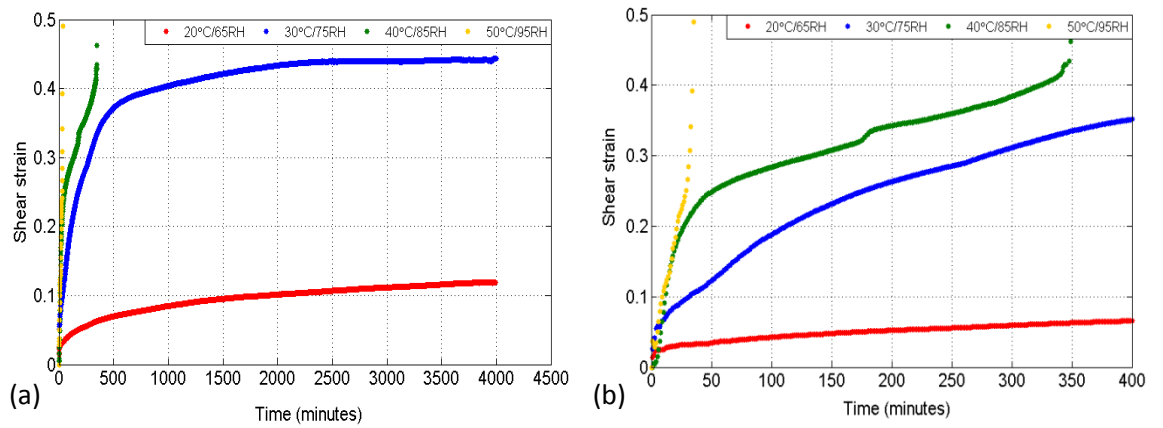 0.5
0.4
0.3
0.2
0.1
0
Shear strain
20°C/65RH 30°C/75RH 40°C/85RH 50°C/95RH
0 500 1000 1500 2000 2500 3000 3500 4000 4500
Time (minutes)
(a)
0.5
0.4
0.3
0.2
0.1
0
Shear strain
20°C/65RH 30°C/75RH 40°C/85RH 50°C/95RH
0 50 100 150 200 250 300 350 400
Time (minutes)
(b)